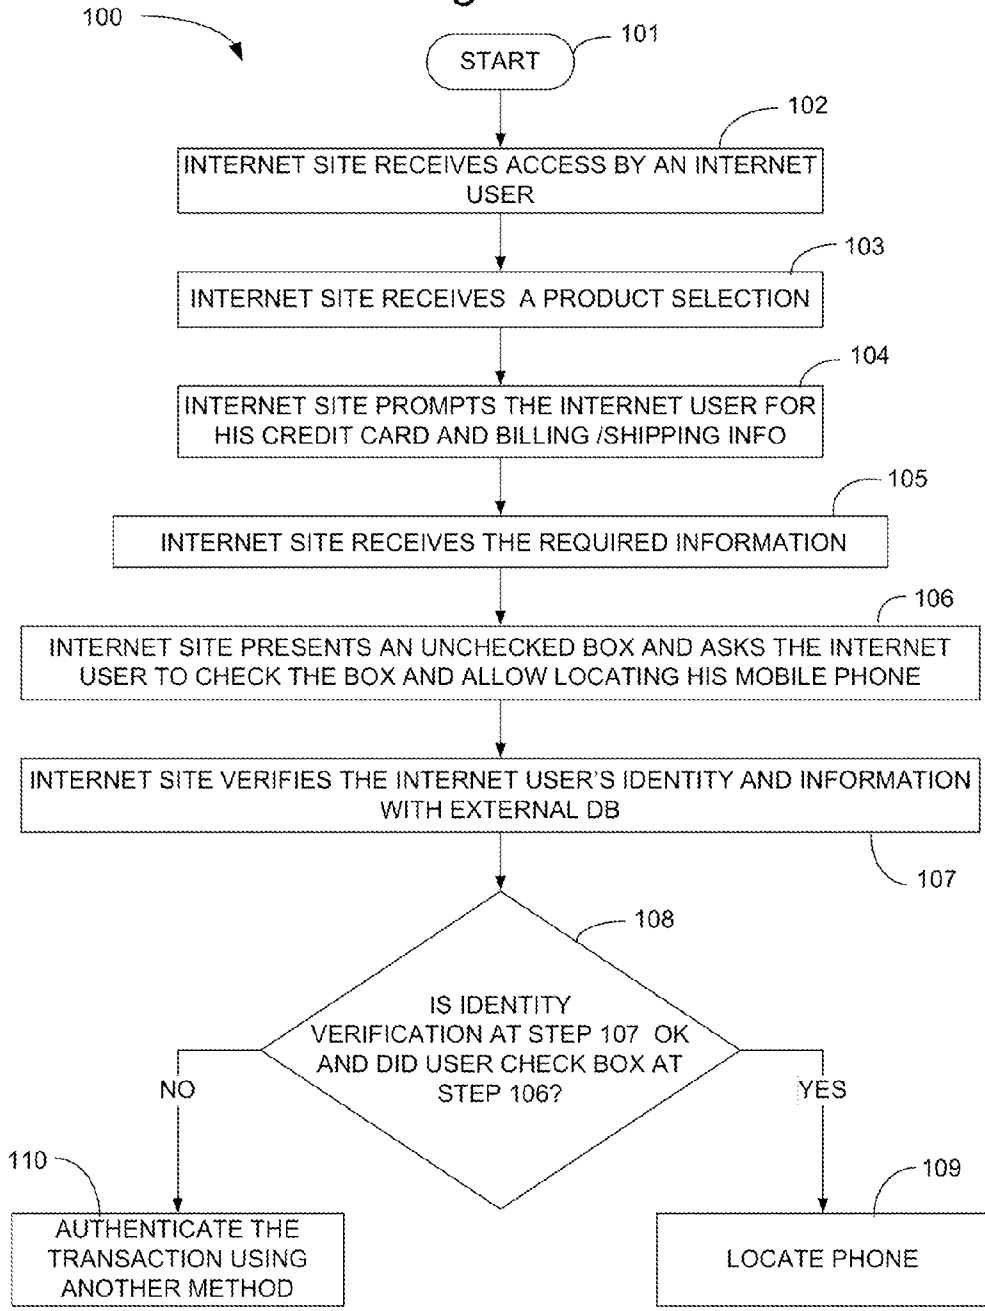 100
START
101
102
INTERNET SITE RECEIVES ACCESS BY AN INTERNET
USER
103
INTERNET SITE RECEIVES A PRODUCT SELECTION
104
INTERNET SITE PROMPTS THE INTERNET USER FOR
HIS CREDIT CARD AND BILLING /SHIPPING INFO
105
INTERNET SITE RECEIVES THE REQUIRED INFORMATION
106
INTERNET SITE PRESENTS AN UNCHECKED BOX AND ASKS THE INTERNET
USER TO CHECK THE BOX AND ALLOW LOCATING HIS MOBILE PHONE
INTERNET SITE VERIFIES THE INTERNET USER'S IDENTITY AND INFORMATION
WITH EXTERNAL DB
107
108
IS IDENTITY
VERIFICATION AT STEP 107 OK
AND DID USER CHECK BOX AT
STEP 106?
NO
YES
110
109
AUTHENTICATE THE
TRANSACTION USING
ANOTHER METHOD
LOCATE PHONE